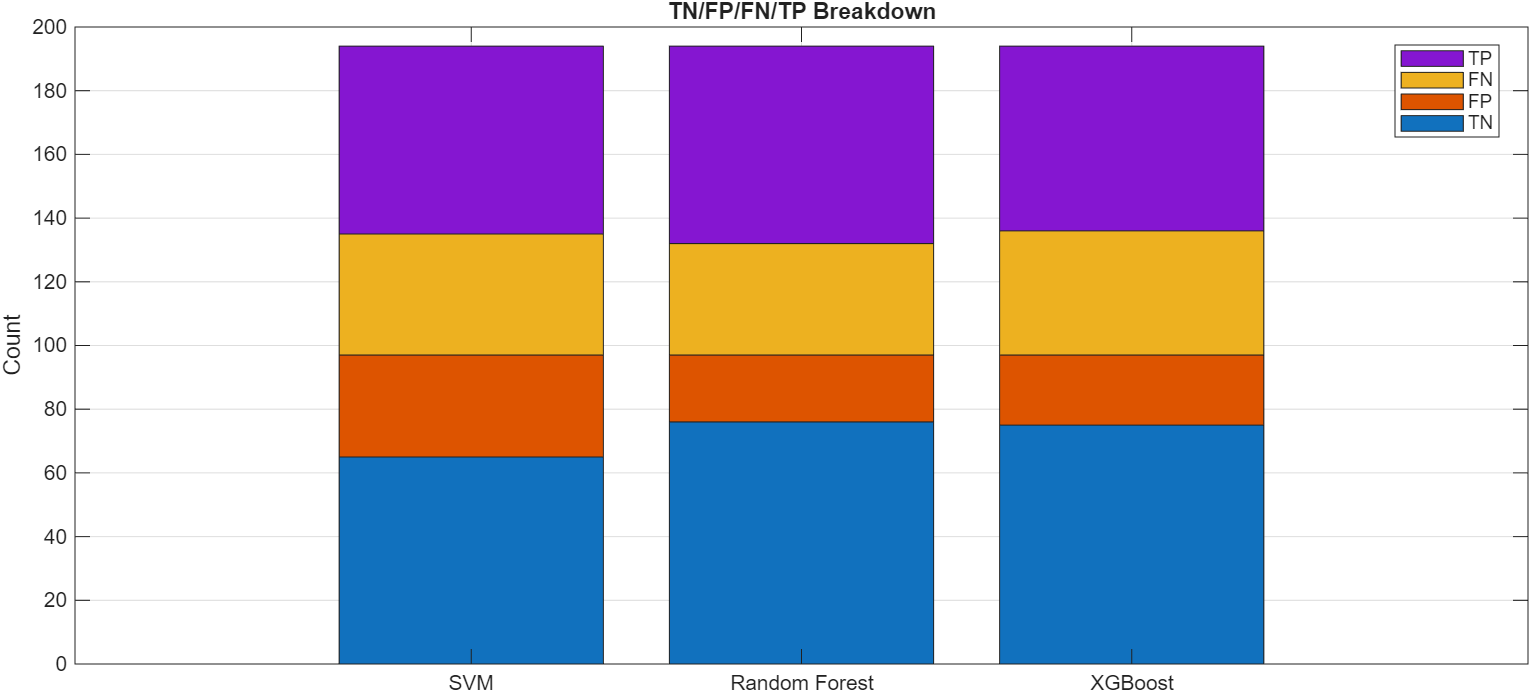 TN/FP/FN/TP Breakdown
200
180
160
140
120
100
80
60
40
20
0
Count
SVM
Random Forest
XGBoost
TP
FN
FP
TN